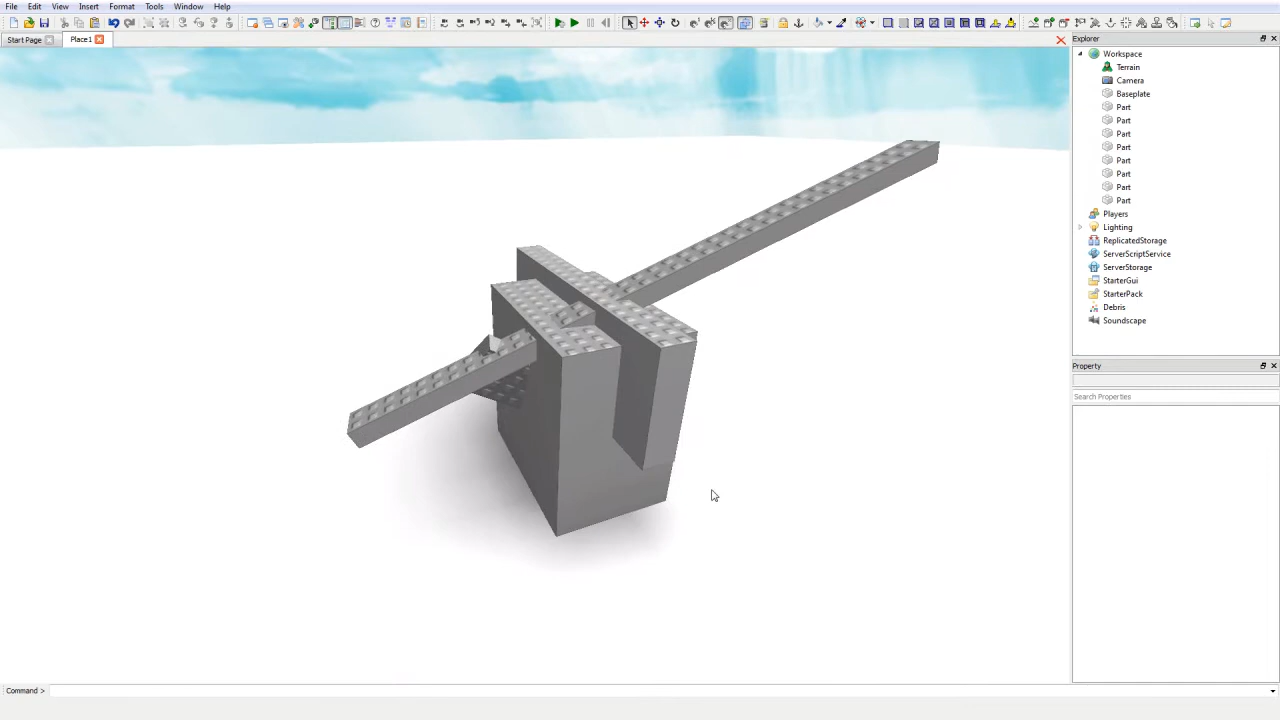 File Edit View Insert Format Tools Window Help
Start Page Place1
Explorer
Workspace
Terrain
Camera
Baseplate
Part
Part
Part
Part
Part
Part
Part
Part
Players
Lighting
ReplicatedStorage
ServerScriptService
ServerStorage
StarterGui
StarterPack
Debris
Soundscape
Property
Search Properties
Command >